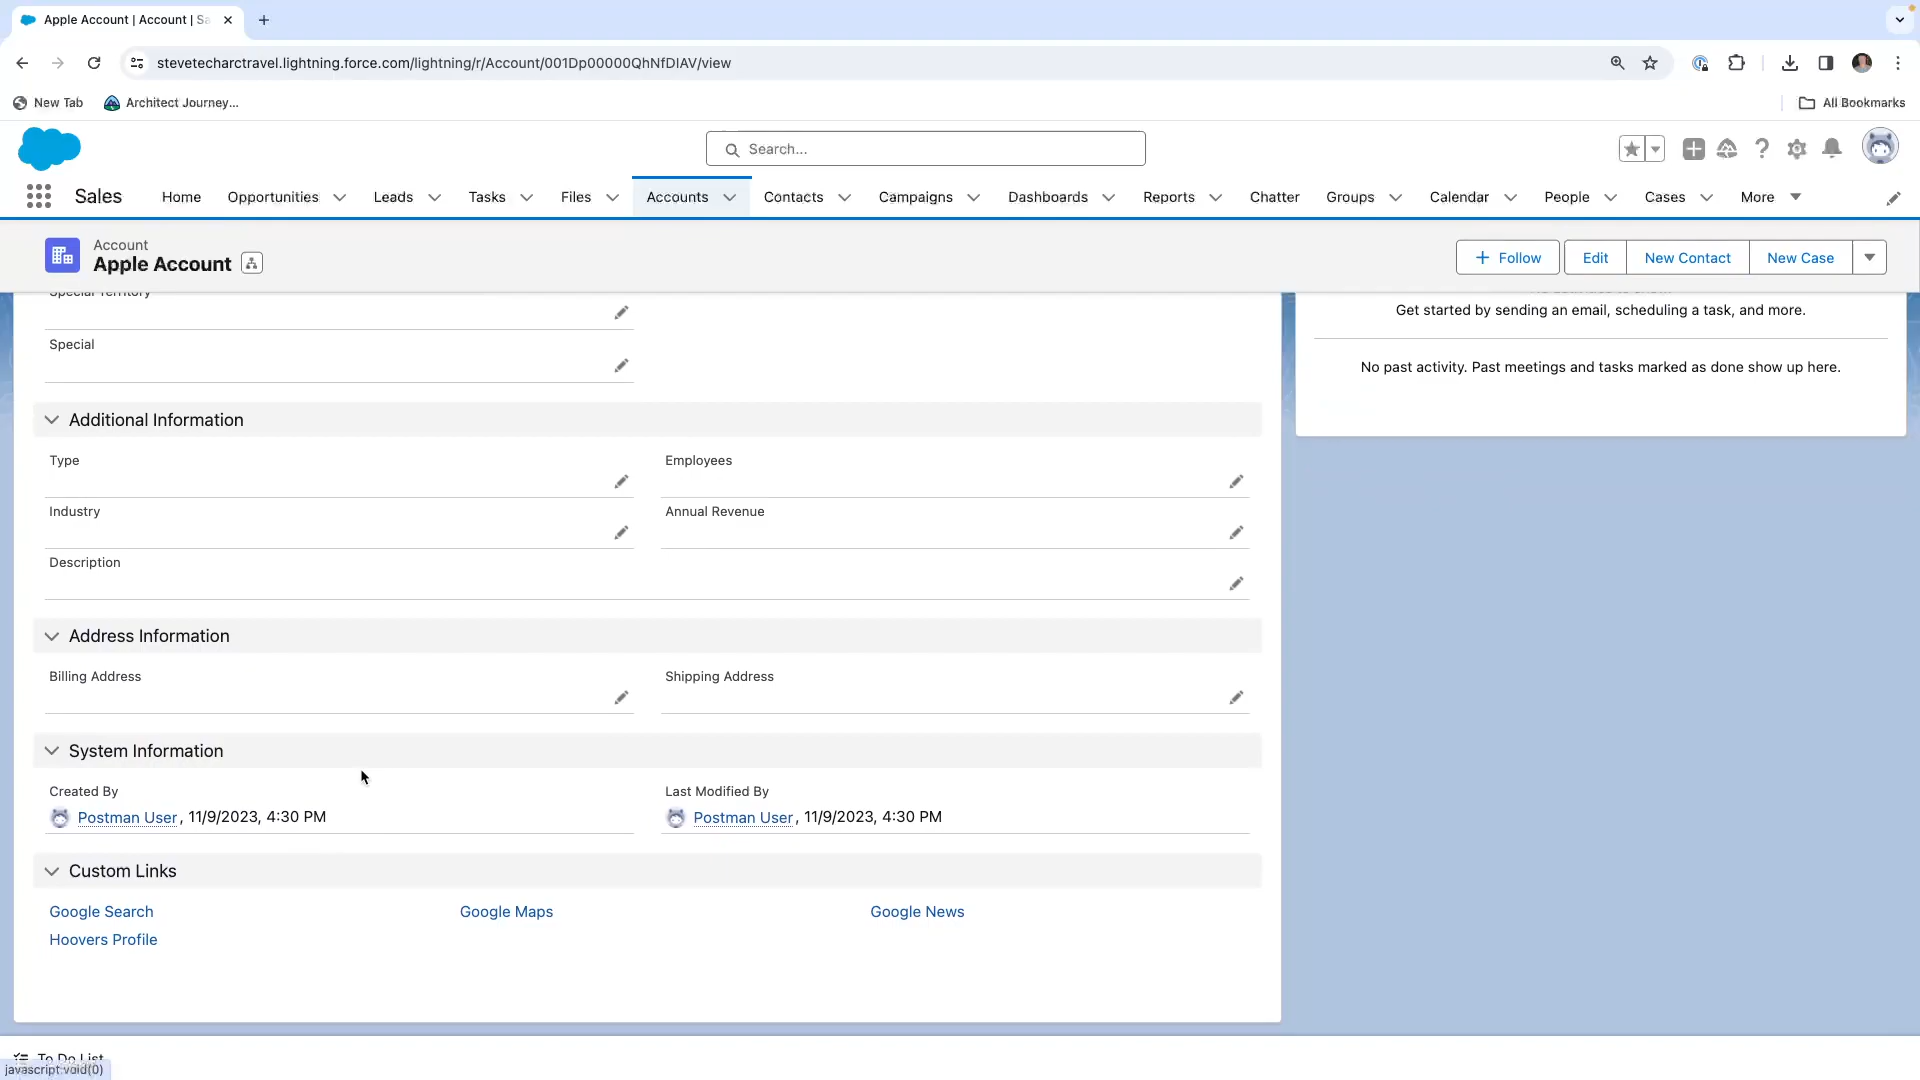 Apple Account | Account | Sa
stevetecharctravel.lightning.force.com/lightning/r/Account/001Dp00000QhNfDIAV/view
New Tab
Architect Journey...
All Bookmarks
Search...
Sales
Home
Opportunities
Leads
Tasks
Files
Accounts
Contacts
Campaigns
Dashboards
Reports
Chatter
Groups
Calendar
People
Cases
More
Account
Apple Account
Follow
Edit
New Contact
New Case
Special Territory
Special
Get started by sending an email, scheduling a task, and more.
No past activity. Past meetings and tasks marked as done show up here.
Additional Information
Type
Employees
Industry
Annual Revenue
Description
Address Information
Billing Address
Shipping Address
System Information
Created By
Postman User, 11/9/2023, 4:30 PM
Last Modified By
Postman User, 11/9/2023, 4:30 PM
Custom Links
Google Search
Google Maps
Google News
Hoovers Profile
To Do List
javascript:void(0)